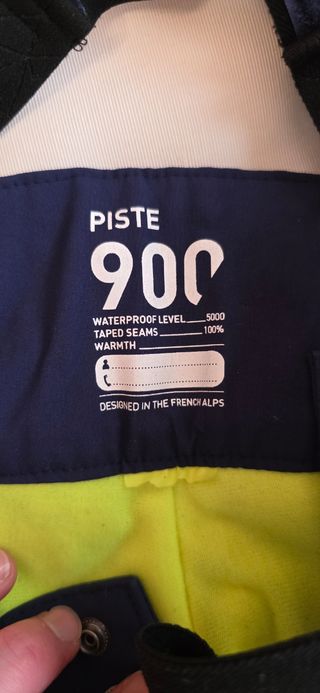 PISTE
900
WATERPROOF LEVEL 5000
TAPED SEAMS 100%
WARMTH
DESIGNED IN THE FRENCH ALPS